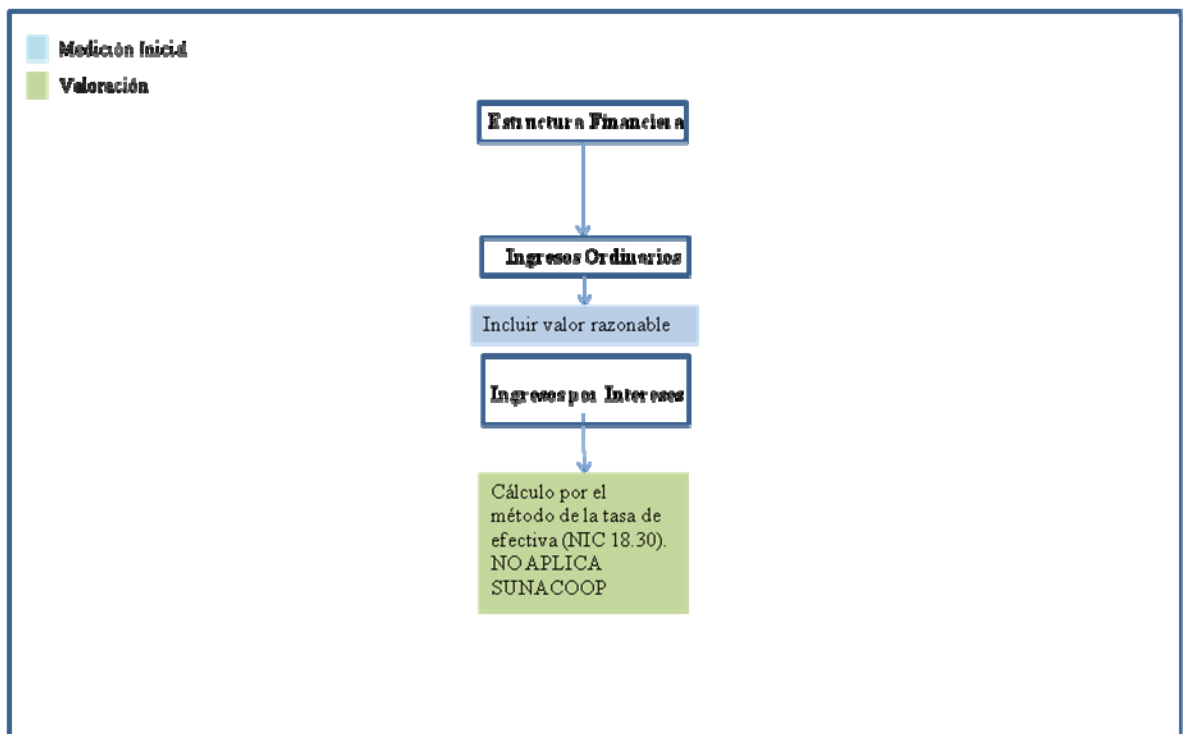 Medición Inicial
Valoración
Estructura Financiera
Ingresos Ordinarios
Incluir valor razonable
Ingresos por Intereses
Cálculo por el
método de la tasa de
efectiva (NIC 18.30).
NO APLICA
SUNACOOP